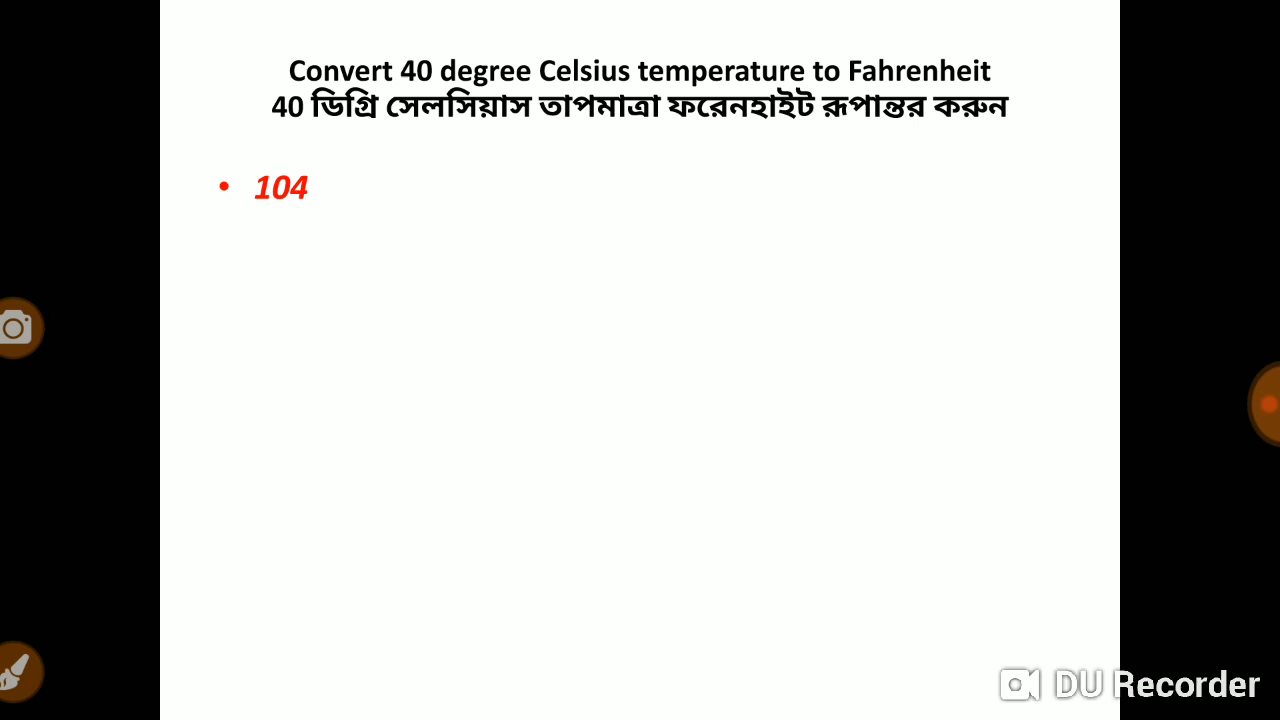 Convert 40 degree Celsius temperature to Fahrenheit
40 ডিগ্রি সেলসিয়াস তাপমাত্রা ফরেনহাইট রূপান্তর করুন
• 104
DU Recorder